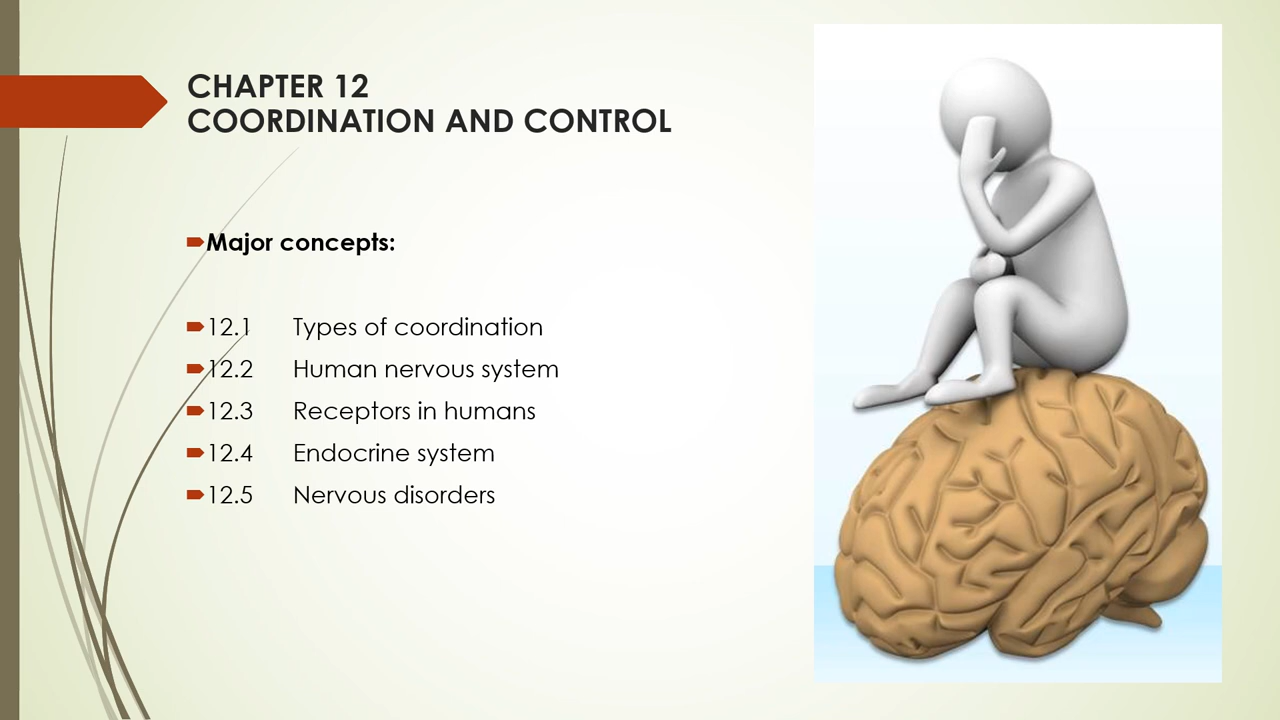 CHAPTER 12
COORDINATION AND CONTROL
Major concepts:
12.1 Types of coordination
12.2 Human nervous system
12.3 Receptors in humans
12.4 Endocrine system
12.5 Nervous disorders